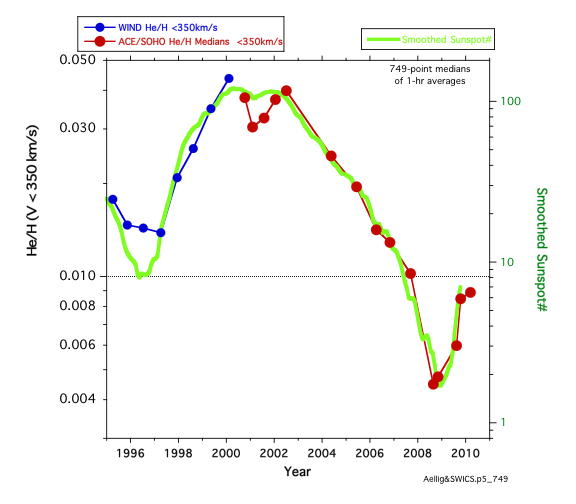 WIND He/H <350km/s
ACE/SOHO He/H Medians <350km/s
Smoothed Sunspot#
749-point medians
of 1-hr averages
He/H (V < 350 km/s)
0.050
0.030
0.010
0.008
0.006
0.004
100
10
1
Smoothed Sunspot#
1996 1998 2000 2002 2004 2006 2008 2010
Year
Aellig&SWICS.p5_749